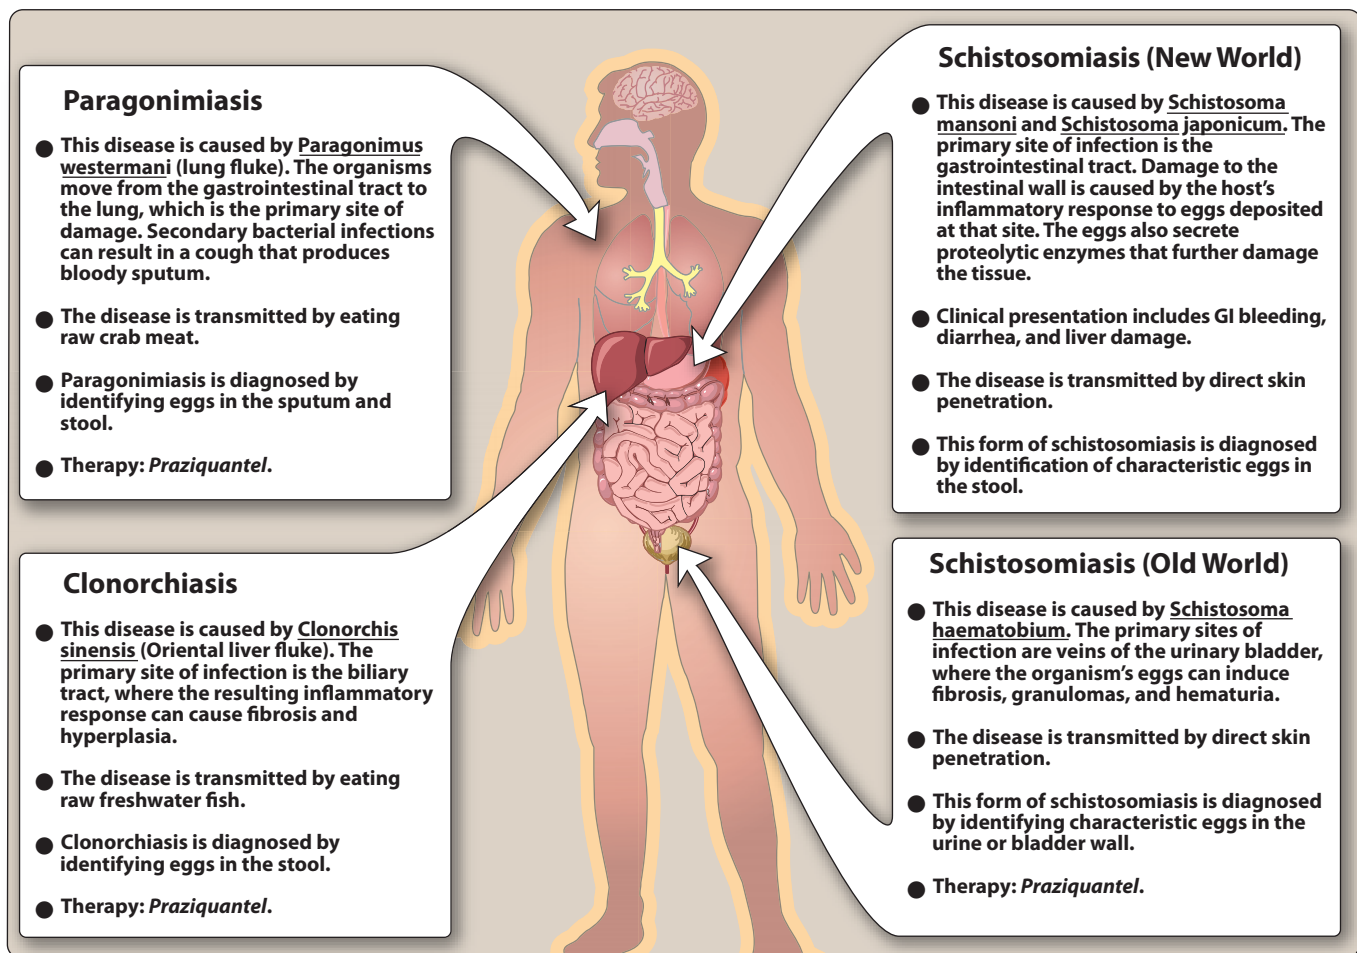 Paragonimiasis
● This disease is caused by Paragonimus
westermani (lung fluke). The organisms
move from the gastrointestinal tract to
the lung, which is the primary site of
damage. Secondary bacterial infections
can result in a cough that produces
bloody sputum.
● The disease is transmitted by eating
raw crab meat.
● Paragonimiasis is diagnosed by
identifying eggs in the sputum and
stool.
● Therapy: Praziquantel.
Schistosomiasis (New World)
● This disease is caused by Schistosoma
mansoni and Schistosoma japonicum. The
primary site of infection is the
gastrointestinal tract. Damage to the
intestinal wall is caused by the host's
inflammatory response to eggs deposited
at that site. The eggs also secrete
proteolytic enzymes that further damage
the tissue.
● Clinical presentation includes GI bleeding,
diarrhea, and liver damage.
● The disease is transmitted by direct skin
penetration.
● This form of schistosomiasis is diagnosed
by identification of characteristic eggs in
the stool.
Clonorchiasis
● This disease is caused by Clonorchis
sinensis (Oriental liver fluke). The
primary site of infection is the biliary
tract, where the resulting inflammatory
response can cause fibrosis and
hyperplasia.
● The disease is transmitted by eating
raw freshwater fish.
● Clonorchiasis is diagnosed by
identifying eggs in the stool.
● Therapy: Praziquantel.
Schistosomiasis (Old World)
● This disease is caused by Schistosoma
haematobium. The primary sites of
infection are veins of the urinary bladder,
where the organism's eggs can induce
fibrosis, granulomas, and hematuria.
● The disease is transmitted by direct skin
penetration.
● This form of schistosomiasis is diagnosed
by identifying characteristic eggs in the
urine or bladder wall.
● Therapy: Praziquantel.